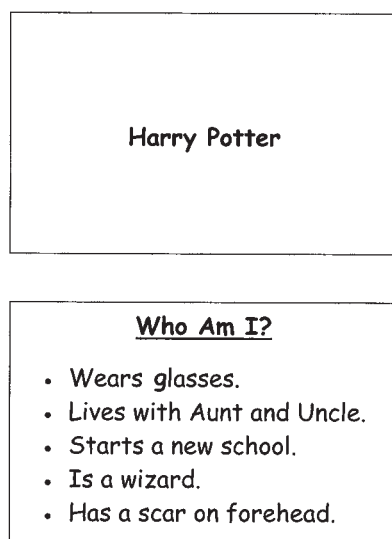 Harry Potter
Who Am I?
• Wears glasses.
• Lives with Aunt and Uncle.
• Starts a new school.
• Is a wizard.
• Has a scar on forehead.